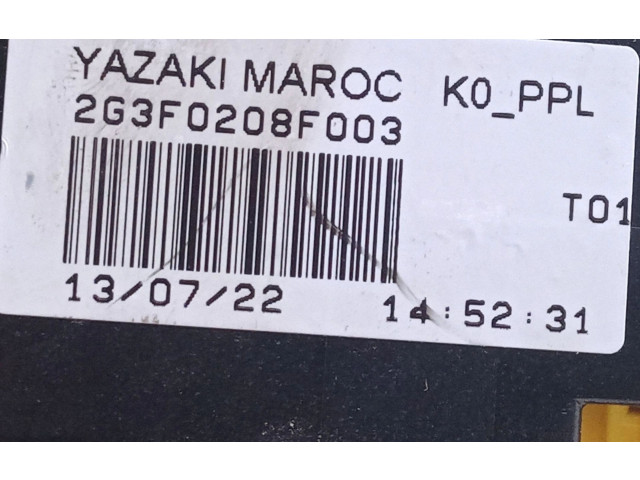 YAZAKI MAROC K0_PPL
2G3F0208F003
T01
13/07/22 14:52:31